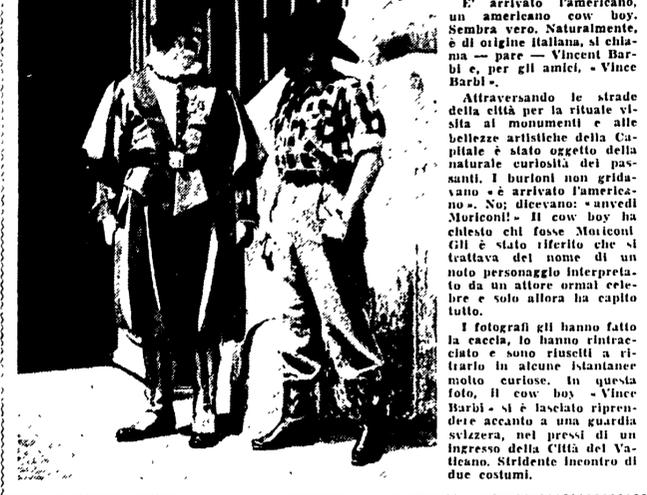 E' arrivato l'americano,
un americano cow boy.
Sembra vero. Naturalmente,
è di origine italiana, si chia-
ma — pare — Vincent Bar-
bi e, per gli amici, « Vince
Barbi ».
Attraversando le strade
della città per la rituale vi-
sita ai monumenti e alle
bellezze artistiche della Ca-
pitale è stato oggetto della
naturale curiosità dei pas-
santi. I burloni non grida-
vano « è arrivato l'america-
no ». No; dicevano: « anvedi
Moriconi! » Il cow boy ha
chiesto chi fosse Moriconi
Gli è stato riferito che si
trattava del nome di un
noto personaggio interpreta-
to da un attore ormai cele-
bre e solo allora ha capito
tutto.
I fotografi gli hanno fatto
la caccia, lo hanno rintrac-
ciato e sono riusciti a ri-
trarlo in alcune istantanee
molto curiose. In questa
foto, il cow boy « Vince
Barbi » si è lasciato ripren-
dere accanto a una guardia
svizzera, nei pressi di un
ingresso della Città del Va-
ticano. Stridente incontro di
due costumi.